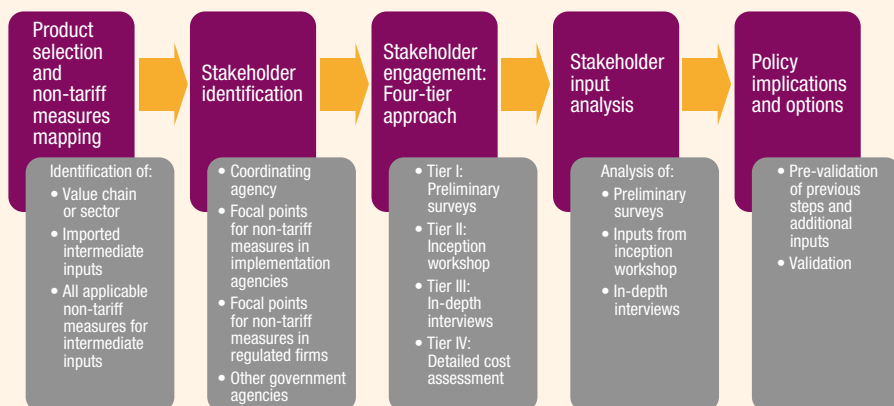 Product
selection
and
non-tariff
measures
mapping
Identification of:
• Value chain
or sector
• Imported
intermediate
inputs
• All applicable
non-tariff
measures for
intermediate
inputs
Stakeholder
identification
• Coordinating
agency
• Focal points
for non-tariff
measures in
implementation
agencies
• Focal points
for non-tariff
measures in
regulated firms
• Other government
agencies
Stakeholder
engagement:
Four-tier
approach
• Tier I:
Preliminary
surveys
• Tier II:
Inception
workshop
• Tier III:
In-depth
interviews
• Tier IV:
Detailed cost
assessment
Stakeholder
input
analysis
Analysis of:
• Preliminary
surveys
• Inputs from
inception
workshop
• In-depth
interviews
Policy
implications
and options
• Pre-validation
of previous
steps and
additional
inputs
• Validation